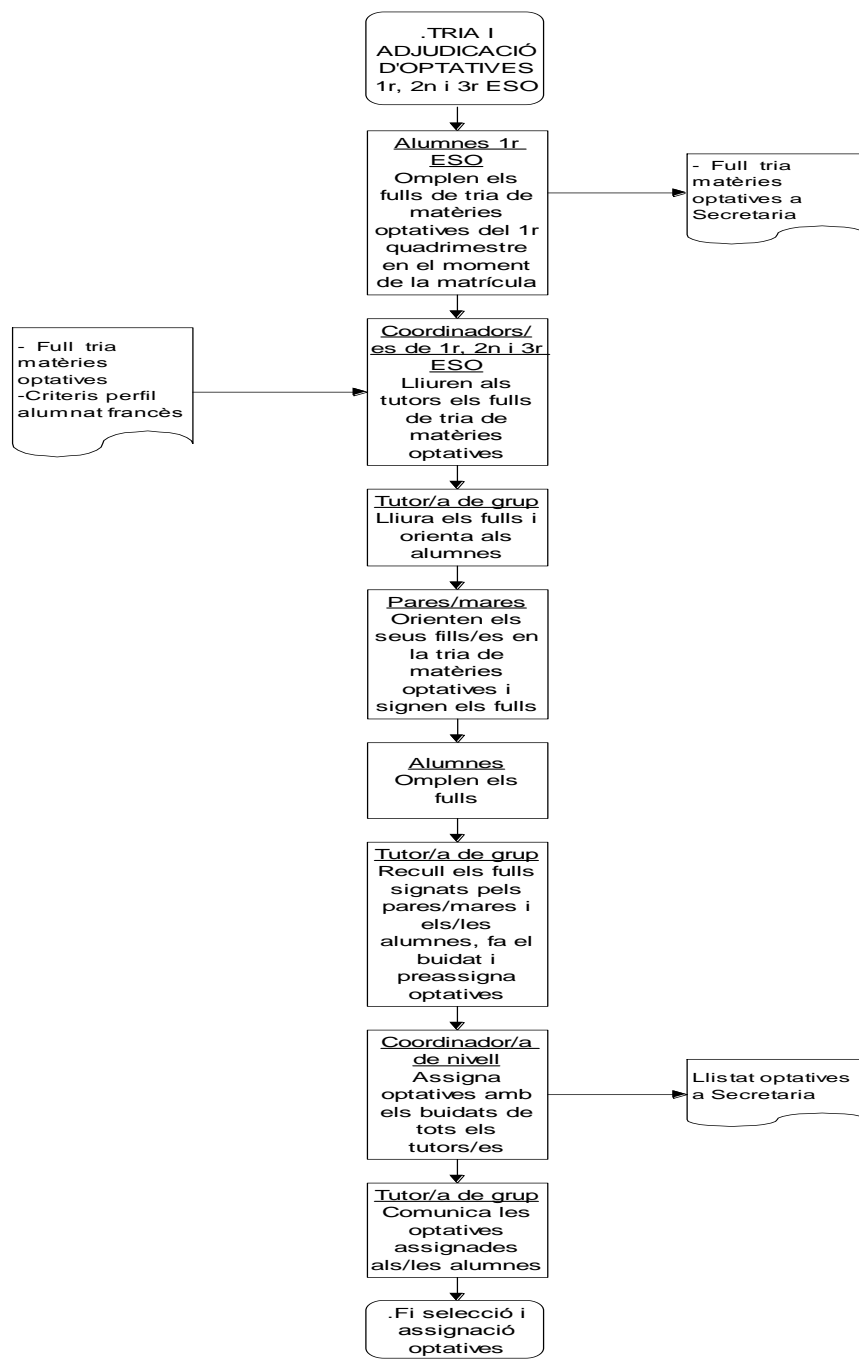 .TRIA I
ADJUDICACIÓ
D'OPTATIVES
1r, 2n i 3r ESO
Alumnes 1r
ESO
Omplen els
fulls de tria de
matèries
optatives del 1r
quadrimestre
en el moment
de la matrícula
- Full tria
matèries
optatives a
Secretaria
- Full tria
matèries
optatives
-Criteris perfil
alumnat francès
Coordinadors/
es de 1r, 2n i 3r
ESO
Lliuren als
tutors els fulls
de tria de
matèries
optatives
Tutor/a de grup
Lliura els fulls i
orienta als
alumnes
Pares/mares
Orienten els
seus fills/es en
la tria de
matèries
optatives i
signen els fulls
Alumnes
Omplen els
fulls
Tutor/a de grup
Recull els fulls
signats pels
pares/mares i
els/les
alumnes, fa el
buidat i
preassigna
optatives
Coordinador/a
de nivell
Assigna
optatives amb
els buidats de
tots els
tutors/es
Llistat optatives
a Secretaria
Tutor/a de grup
Comunica les
optatives
assignades
als/les alumnes
.Fi selecció i
assignació
optatives